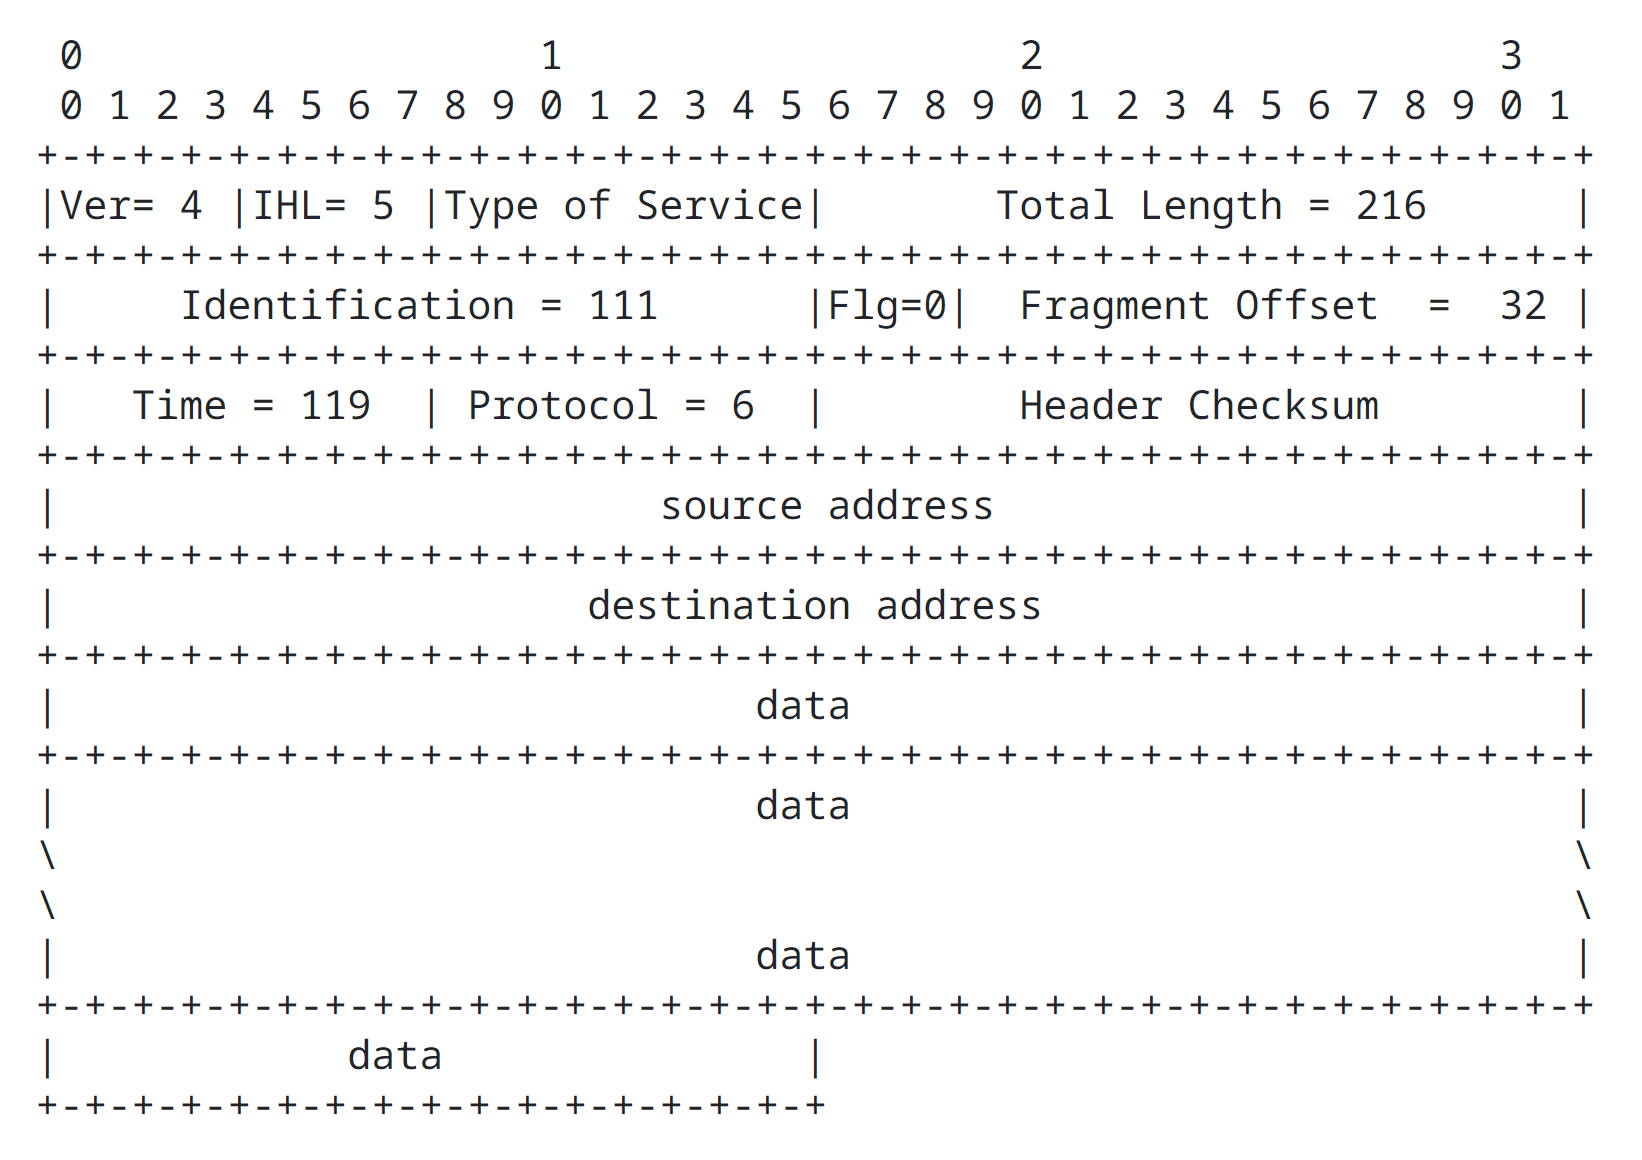 0                   1                   2                   3
 0 1 2 3 4 5 6 7 8 9 0 1 2 3 4 5 6 7 8 9 0 1 2 3 4 5 6 7 8 9 0 1
+-+-+-+-+-+-+-+-+-+-+-+-+-+-+-+-+-+-+-+-+-+-+-+-+-+-+-+-+-+-+-+-+
|Ver= 4 |IHL= 5 |Type of Service|       Total Length = 216      |
+-+-+-+-+-+-+-+-+-+-+-+-+-+-+-+-+-+-+-+-+-+-+-+-+-+-+-+-+-+-+-+-+
|     Identification = 111      |Flg=0|  Fragment Offset  =  32 |
+-+-+-+-+-+-+-+-+-+-+-+-+-+-+-+-+-+-+-+-+-+-+-+-+-+-+-+-+-+-+-+-+
|   Time = 119  | Protocol = 6  |        Header Checksum        |
+-+-+-+-+-+-+-+-+-+-+-+-+-+-+-+-+-+-+-+-+-+-+-+-+-+-+-+-+-+-+-+-+
|                         source address                        |
+-+-+-+-+-+-+-+-+-+-+-+-+-+-+-+-+-+-+-+-+-+-+-+-+-+-+-+-+-+-+-+-+
|                      destination address                      |
+-+-+-+-+-+-+-+-+-+-+-+-+-+-+-+-+-+-+-+-+-+-+-+-+-+-+-+-+-+-+-+-+
|                             data                              |
+-+-+-+-+-+-+-+-+-+-+-+-+-+-+-+-+-+-+-+-+-+-+-+-+-+-+-+-+-+-+-+-+
|                             data                              |
\                                                               \
\                                                               \
|                             data                              |
+-+-+-+-+-+-+-+-+-+-+-+-+-+-+-+-+-+-+-+-+-+-+-+-+-+-+-+-+-+-+-+-+
|            data               |
+-+-+-+-+-+-+-+-+-+-+-+-+-+-+-+-+